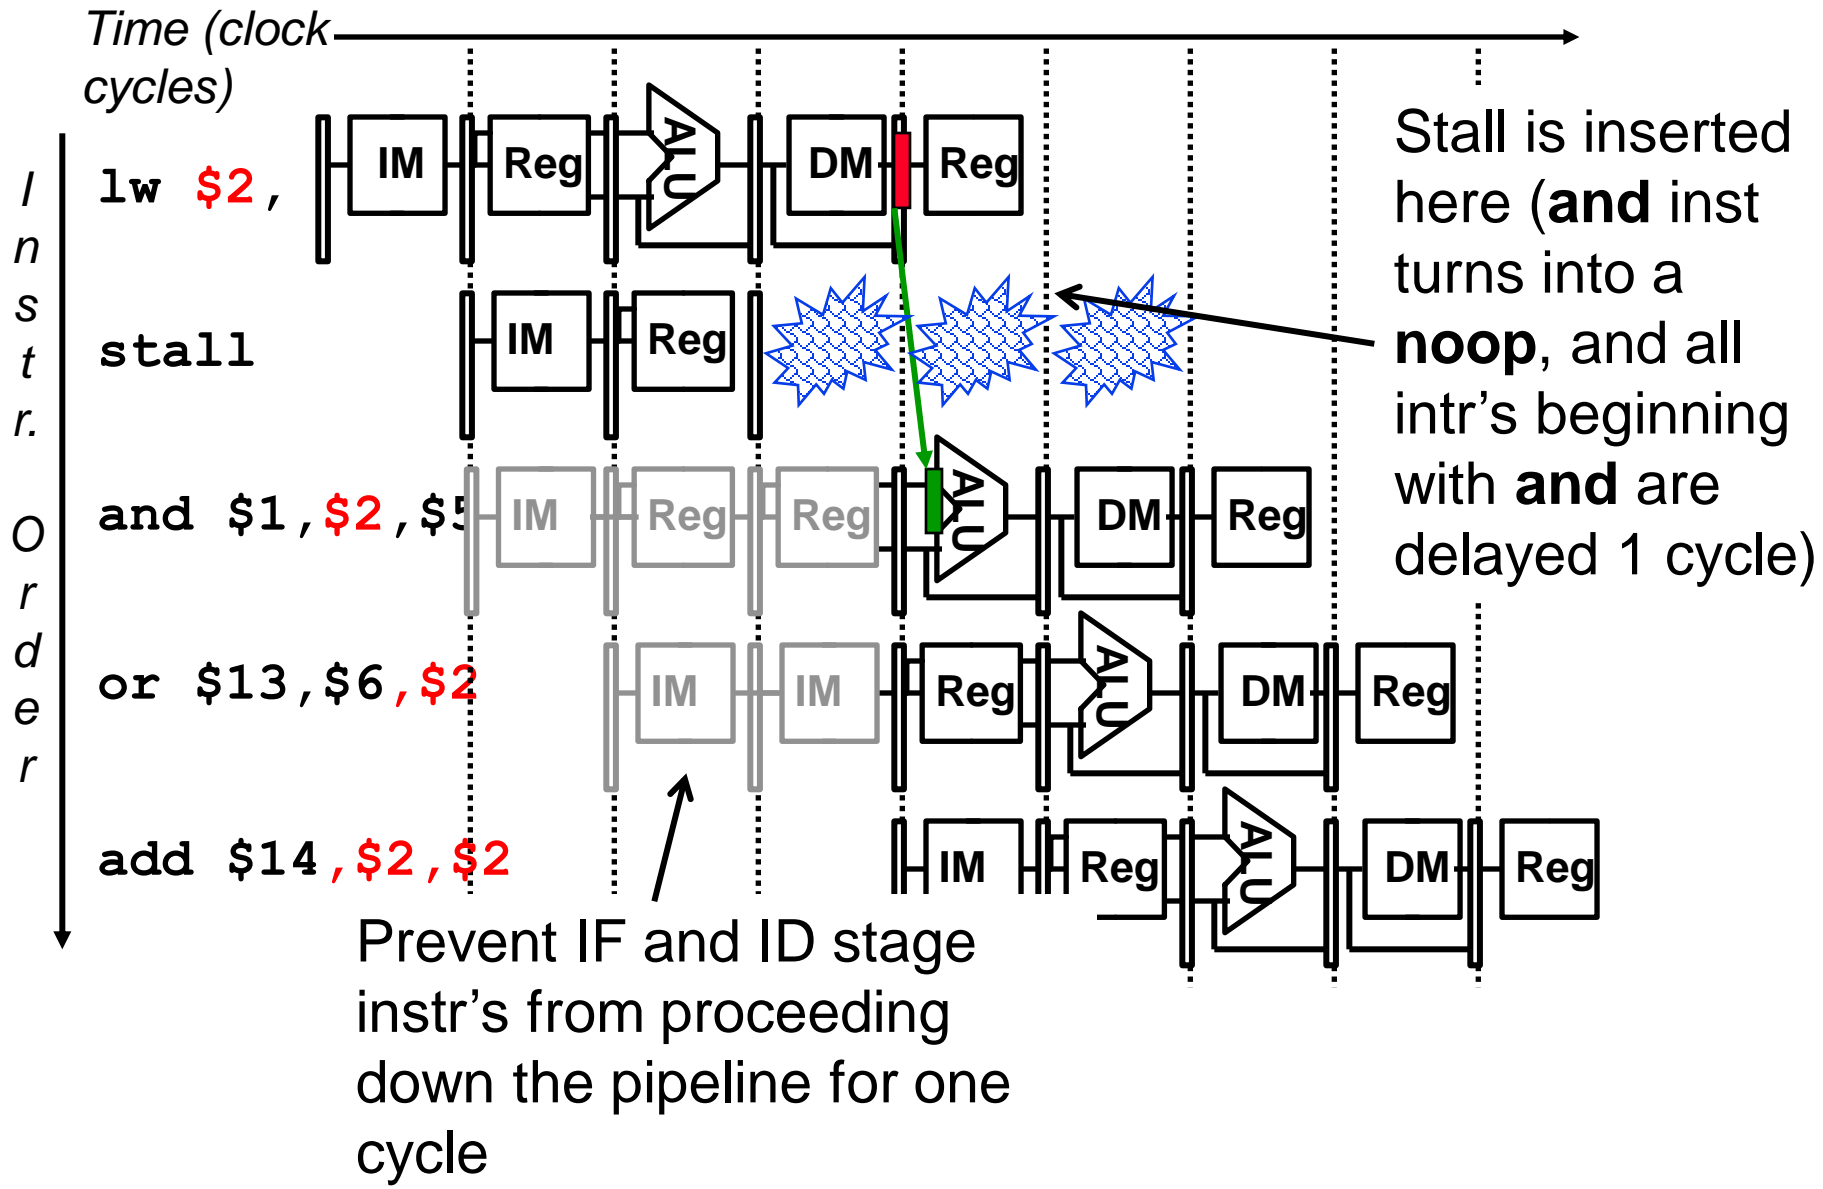 Time (clock
cycles)
Instr.
Order
lw $2,
IM Reg ALU DM Reg
stall
IM Reg
and $1,$2,$5
IM Reg Reg ALU DM Reg
or $13,$6,$2
IM IM Reg ALU DM Reg
add $14,$2,$2
IM Reg ALU DM Reg
Stall is inserted
here (and inst
turns into a
noop, and all
intr's beginning
with and are
delayed 1 cycle)
Prevent IF and ID stage
instr's from proceeding
down the pipeline for one
cycle